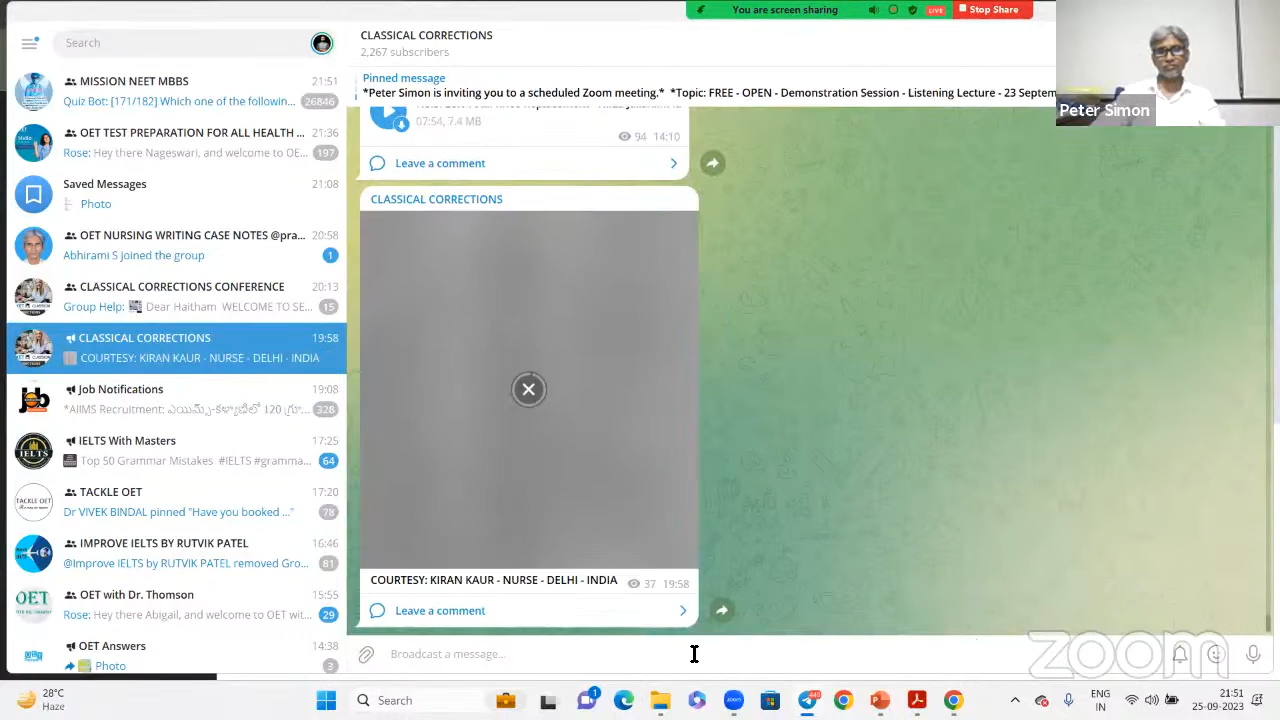 You are screen sharing
LIVE
Stop Share
Search
CLASSICAL CORRECTIONS
2,267 subscribers
Pinned message
*Peter Simon is inviting you to a scheduled Zoom meeting.* *Topic: FREE - OPEN - Demonstration Session - Listening Lecture - 23 Septem
Peter Simon
MISSION NEET MBBS 21:51
Quiz Bot: [171/182] Which one of the followin... 26846
OET TEST PREPARATION FOR ALL HEALTH ... 21:36
Rose: Hey there Nageswari, and welcome to OE... 197
Saved Messages 21:08
Photo
OET NURSING WRITING CASE NOTES @pra... 20:58
Abhirami S joined the group 1
CLASSICAL CORRECTIONS CONFERENCE 20:13
Group Help: Dear Haitham WELCOME TO SE... 15
CLASSICAL CORRECTIONS 19:58
COURTESY: KIRAN KAUR - NURSE - DELHI - INDIA
Job Notifications 19:08
*AIIMS Recruitment: 120 328
IELTS With Masters 17:25
Top 50 Grammar Mistakes #IELTS #gramma... 64
TACKLE OET 17:20
Dr VIVEK BINDAL pinned "Have you booked ..." 78
IMPROVE IELTS BY RUTVIK PATEL 16:46
@Improve IELTS by RUTVIK PATEL removed Gro... 81
OET with Dr. Thomson 15:55
Rose: Hey there Abigail, and welcome to OET wit... 29
OET Answers 14:38
Photo 3
07:54, 7.4 MB
94 14:10
Leave a comment
CLASSICAL CORRECTIONS
COURTESY: KIRAN KAUR - NURSE - DELHI - INDIA 37 19:58
Leave a comment
Broadcast a message...
zoom
28°C
Haze
Search
1
zoom
440
ENG
IN
21:51
25-09-2023